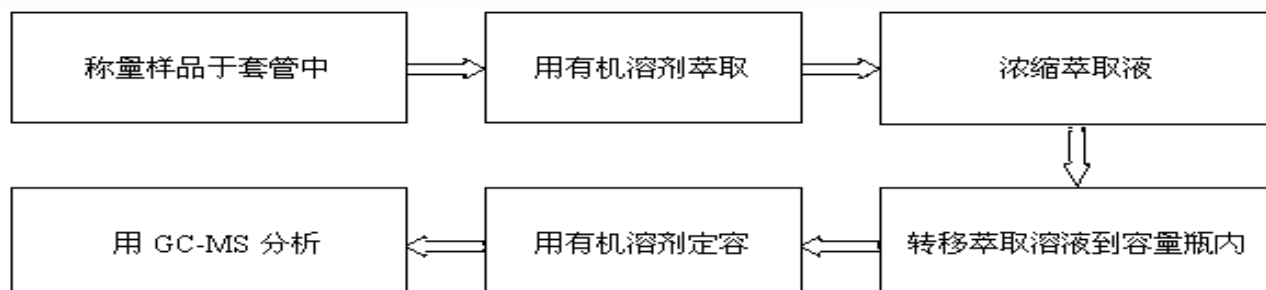 称量样品于套管中
用有机溶剂萃取
浓缩萃取液
转移萃取溶液到容量瓶内
用有机溶剂定容
用 GC-MS 分析